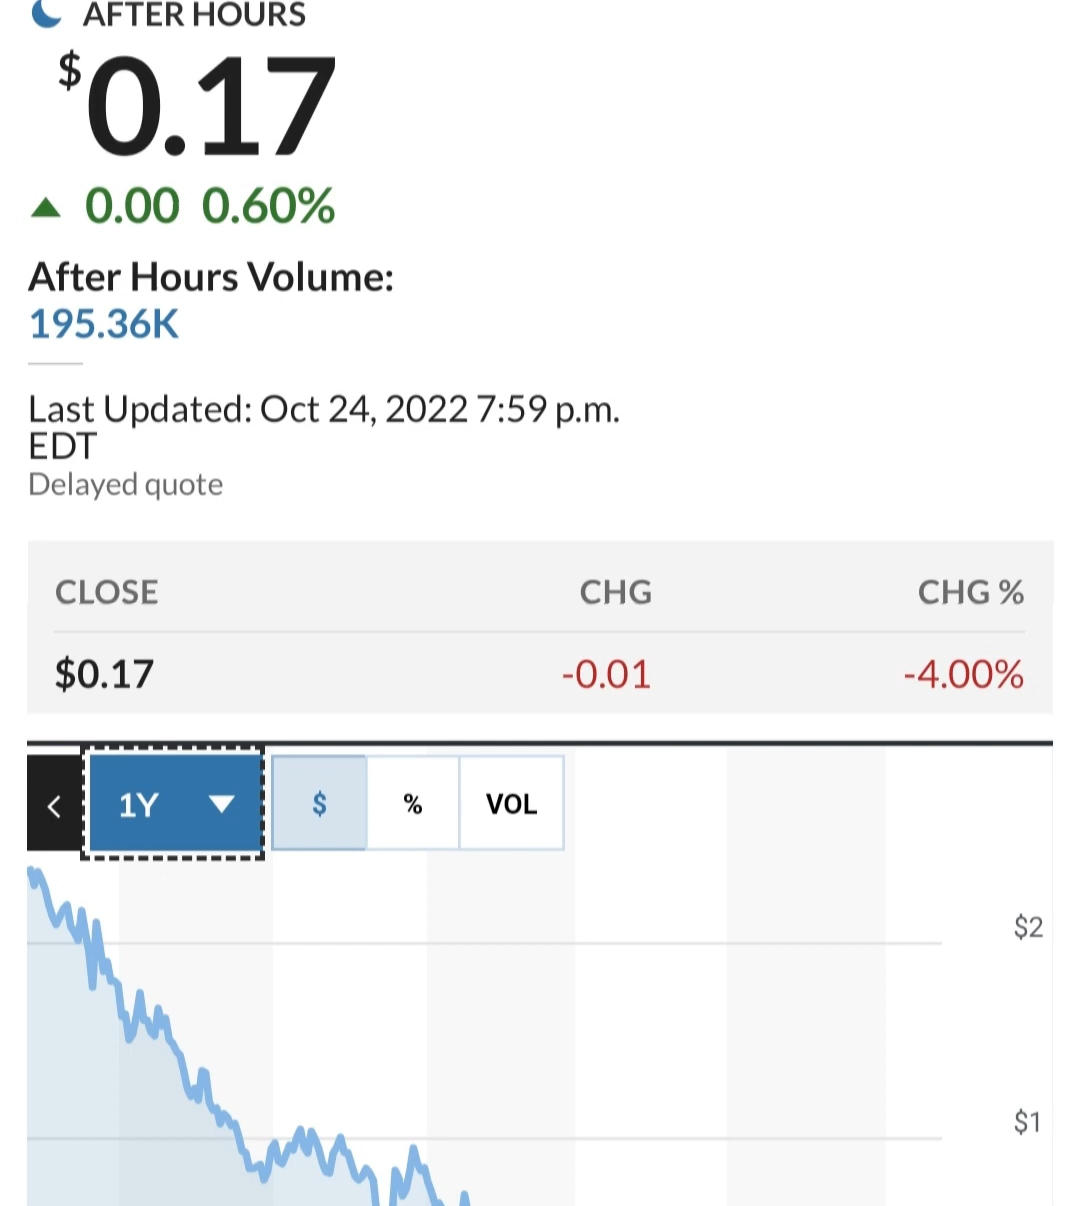 AFTER HOURS
$0.17
0.00 0.60%
After Hours Volume:
195.36K
Last Updated: Oct 24, 2022 7:59 p.m.
EDT
Delayed quote
CLOSE CHG CHG %
$0.17 -0.01 -4.00%
1Y $ % VOL
$2
$1